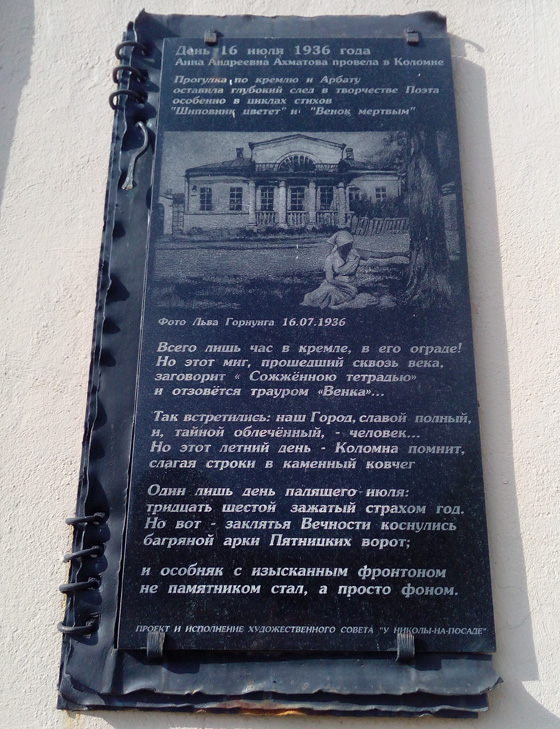 День 16 июля 1936 года
Анна Андреевна Ахматова провела в Коломне
Прогулка по кремлю и Арбату
оставила глубокий след в творчестве Поэта
особенно в циклах стихов
"Шиповник цветет" и "Венок мертвым"
Фото Льва Горнунга 16.07.1936
Всего лишь час в кремле, в его ограде!
Но этот миг, прошедший сквозь века,
заговорит « Сожжённою тетрадью»
и отзовётся трауром «Венка»...
Так встретились: наш Город, славой полный,
и, тайной облечённый, - человек...
Но этот летний день - Коломна помнит,
слагая строки в каменный ковчег
Один лишь день палящего июля:
тридцать шестой зажатый страхом год.
Но вот - заклятья Вечности коснулись
багряной арки Пятницких ворот;
и особняк с изысканным фронтоном
не памятником стал, а просто фоном.
ПРОЕКТ И ИСПОЛНЕНИЕ ХУДОЖЕСТВЕННОГО СОВЕТА "У НИКОЛЫ-НА-ПОСАДЕ"